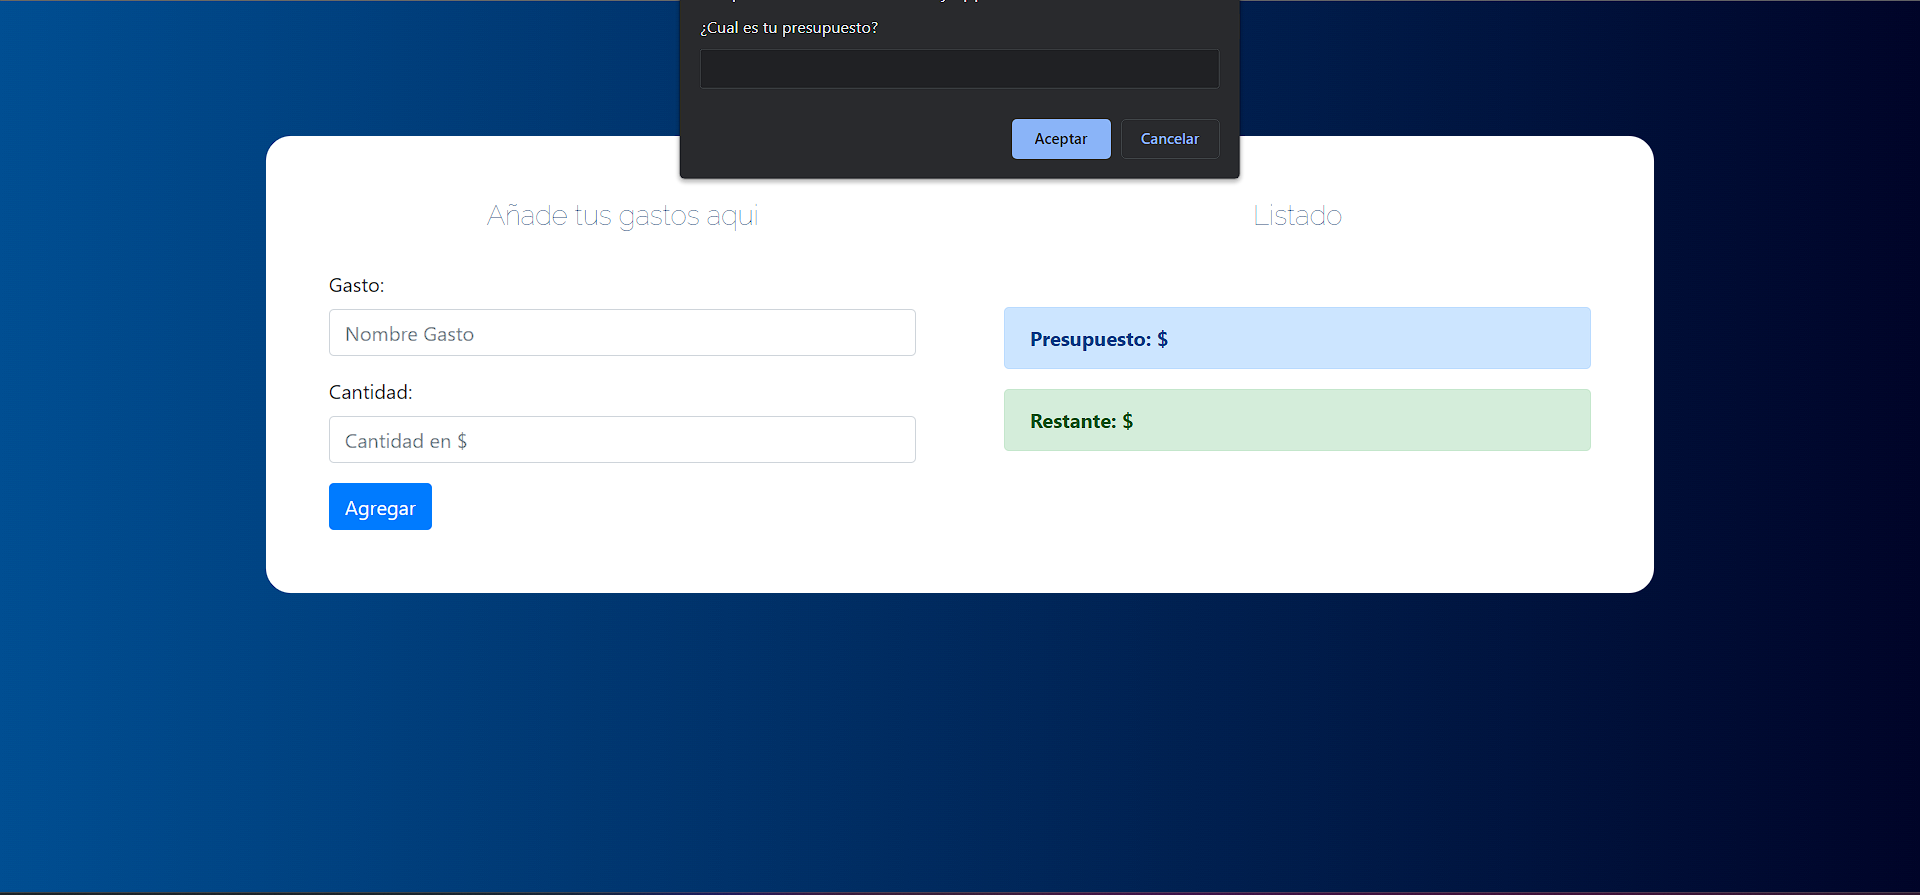 ¿Cual es tu presupuesto?
Aceptar
Cancelar
Añade tus gastos aqui
Gasto:
Nombre Gasto
Cantidad:
Cantidad en $
Agregar
Listado
Presupuesto: $
Restante: $